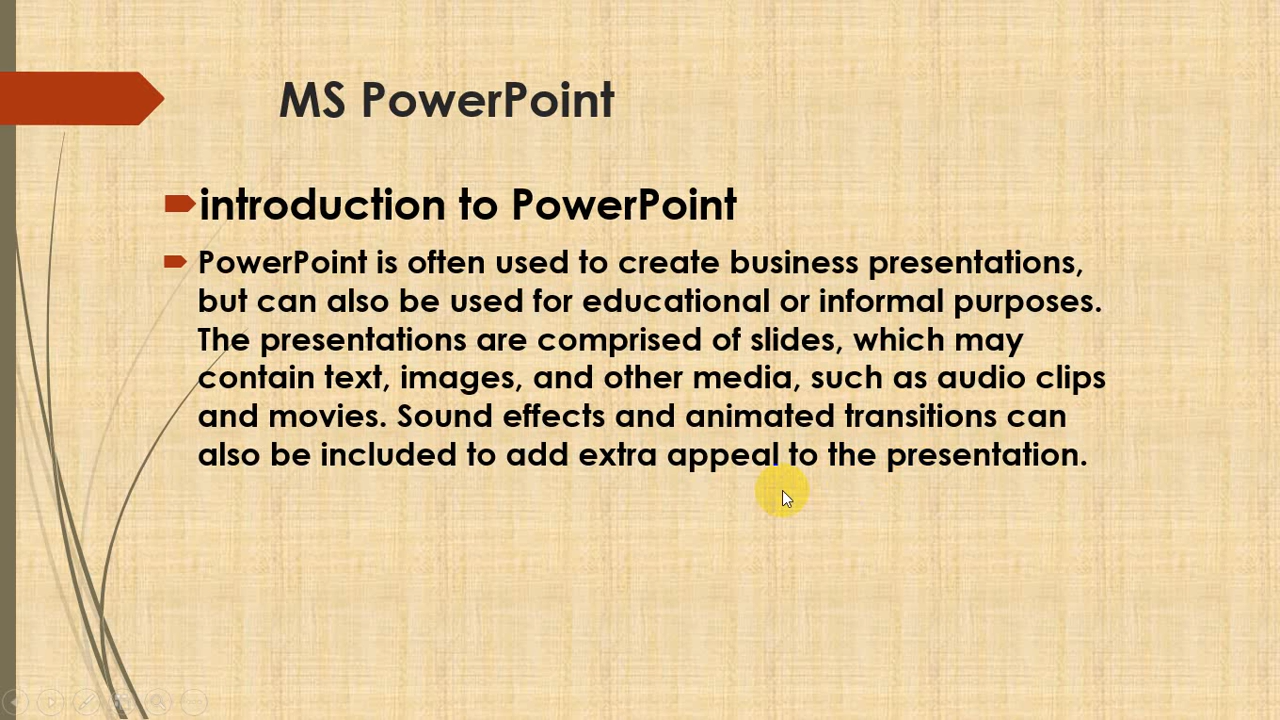 MS PowerPoint
introduction to PowerPoint
PowerPoint is often used to create business presentations,
but can also be used for educational or informal purposes.
The presentations are comprised of slides, which may
contain text, images, and other media, such as audio clips
and movies. Sound effects and animated transitions can
also be included to add extra appeal to the presentation.